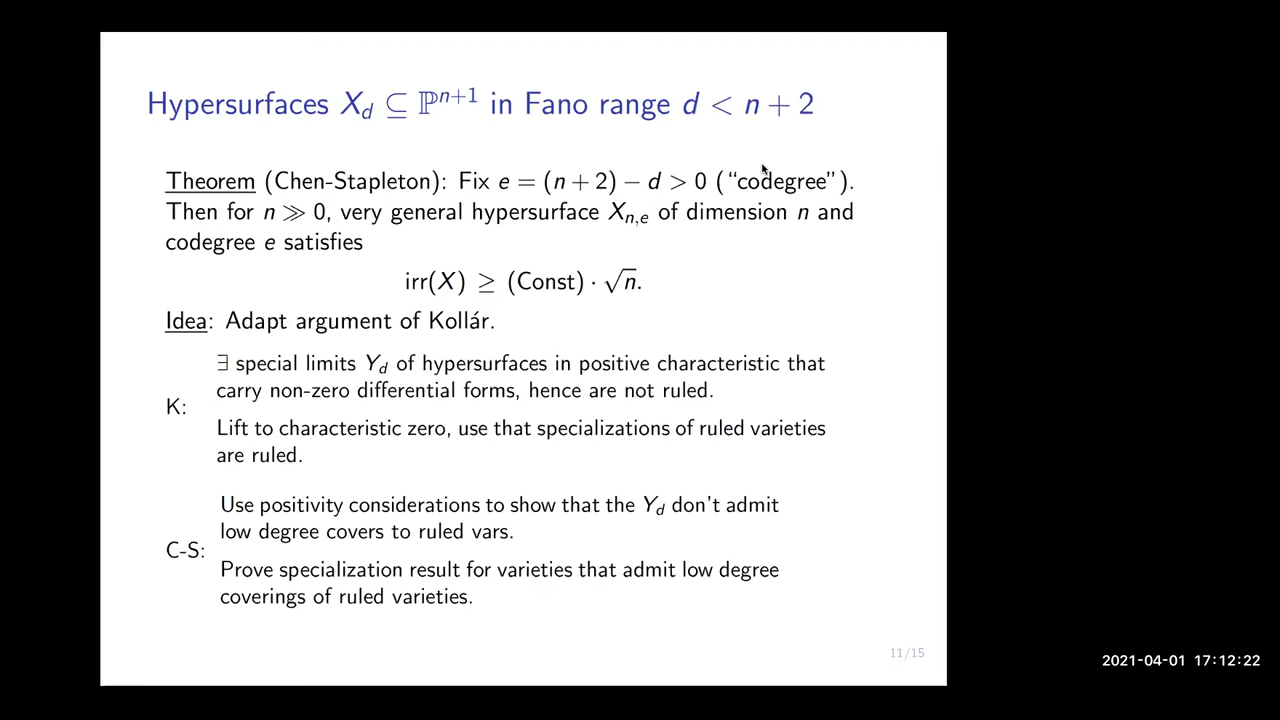 Hypersurfaces X_d ⊆ ℙ^{n+1} in Fano range d < n + 2
Theorem (Chen-Stapleton): Fix e = (n + 2) − d > 0 (“codegree”).
Then for n ≫ 0, very general hypersurface X_{n,e} of dimension n and
codegree e satisfies
irr(X) ≥ (Const) · √n.
Idea: Adapt argument of Kollár.
∃ special limits Y_d of hypersurfaces in positive characteristic that
carry non-zero differential forms, hence are not ruled.
K:
Lift to characteristic zero, use that specializations of ruled varieties
are ruled.
Use positivity considerations to show that the Y_d don't admit
low degree covers to ruled vars.
C-S:
Prove specialization result for varieties that admit low degree
coverings of ruled varieties.
11/15
2021-04-01 17:12:22